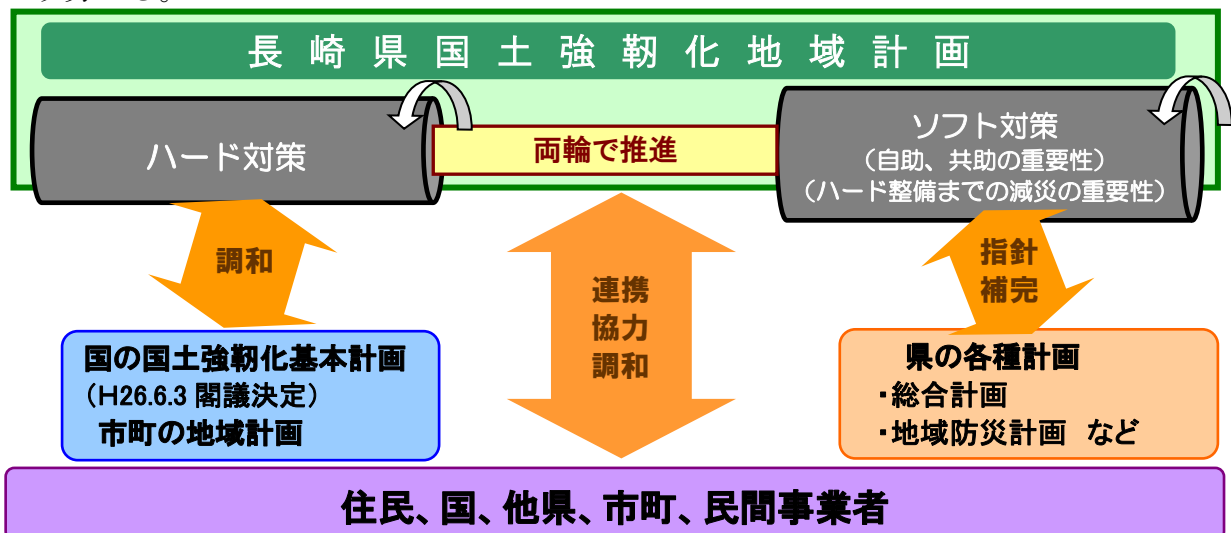 長崎県国土強靭化地域計画
ハード対策
両輪で推進
ソフト対策
（自助、共助の重要性）
（ハード整備までの減災の重要性）
調和
連携
協力
調和
指針
補完
国の国土強靭化基本計画
（H26.6.3 閣議決定）
市町の地域計画
県の各種計画
・総合計画
・地域防災計画 など
住民、国、他県、市町、民間事業者